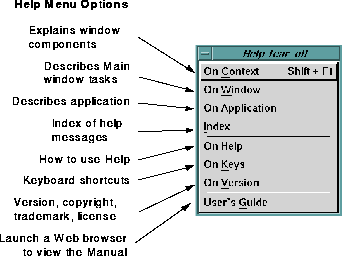 Help Menu Options
Explains window
components
Describes Main
window tasks
Describes application
Index of help
messages
How to use Help
Keyboard shortcuts
Version, copyright,
trademark, license
Launch a Web browser
to view the Manual
Help Tear-off
On Context Shift + F1
On Window
On Application
Index
On Help
On Keys
On Version
User's Guide